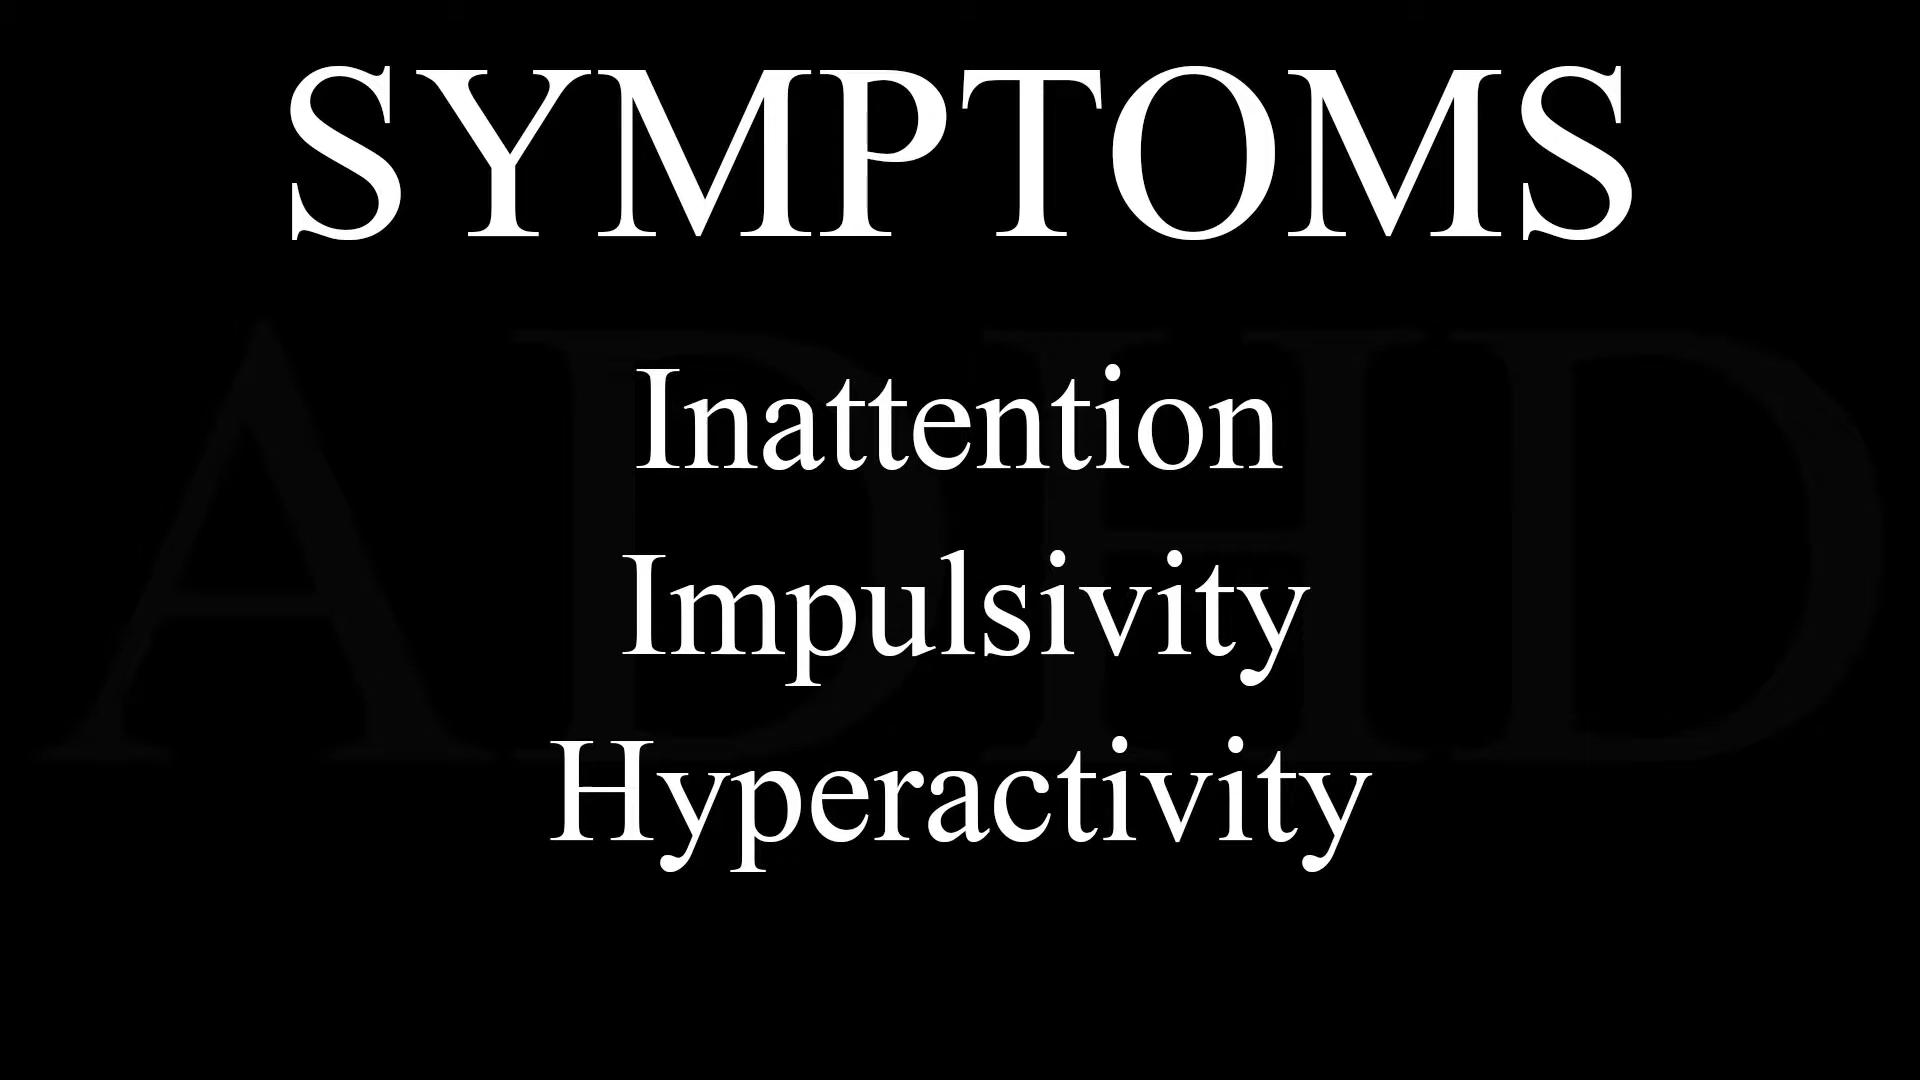 SYMPTOMS
ADHD
Inattention
Impulsivity
Hyperactivity